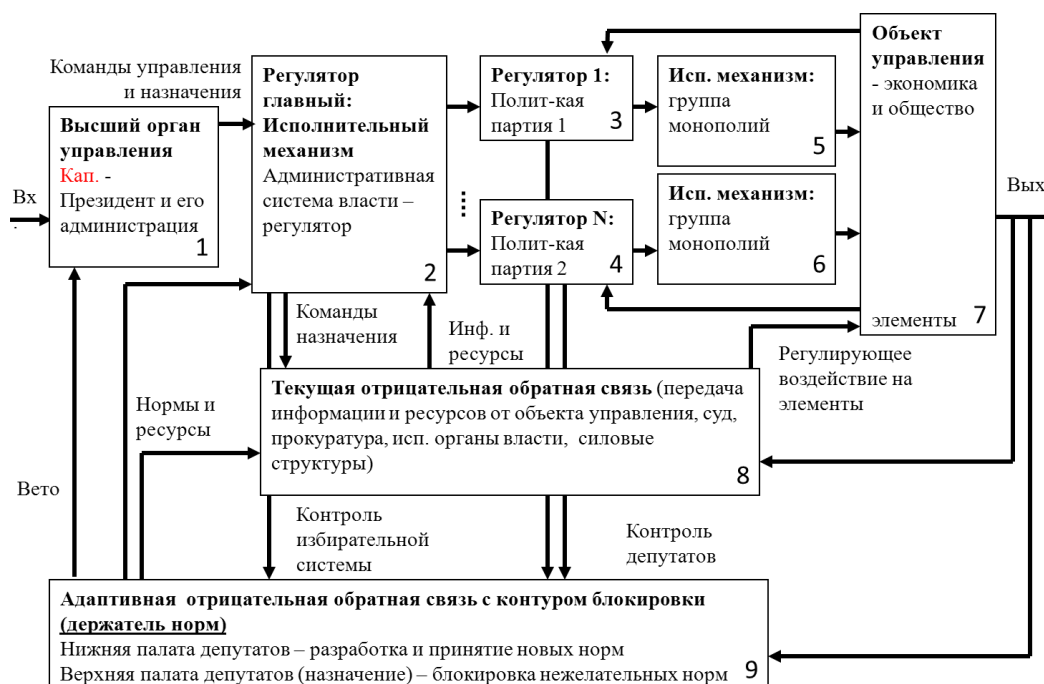 Команды управления
и назначения
Высший орган
управления
Кап. -
Президент и его
администрация
1
Вх
.
Регулятор
главный:
Исполнительный
механизм
Административная
система власти –
регулятор
2
Регулятор 1:
Полит-кая
партия 1
3
Регулятор N:
Полит-кая
партия 2
4
Исп. механизм:
группа
монополий
5
Исп. механизм:
группа
монополий
6
Объект
управления
- экономика
и общество
элементы
7
Вых
Команды
назначения
Инф. и
ресурсы
Регулирующее
воздействие на
элементы
Нормы и
ресурсы
Вето
Текущая отрицательная обратная связь (передача
информации и ресурсов от объекта управления, суд,
прокуратура, исп. органы власти, силовые
структуры)
8
Контроль
избирательной
системы
Контроль
депутатов
Адаптивная отрицательная обратная связь с контуром блокировки
(держатель норм)
Нижняя палата депутатов – разработка и принятие новых норм
Верхняя палата депутатов (назначение) – блокировка нежелательных норм
9